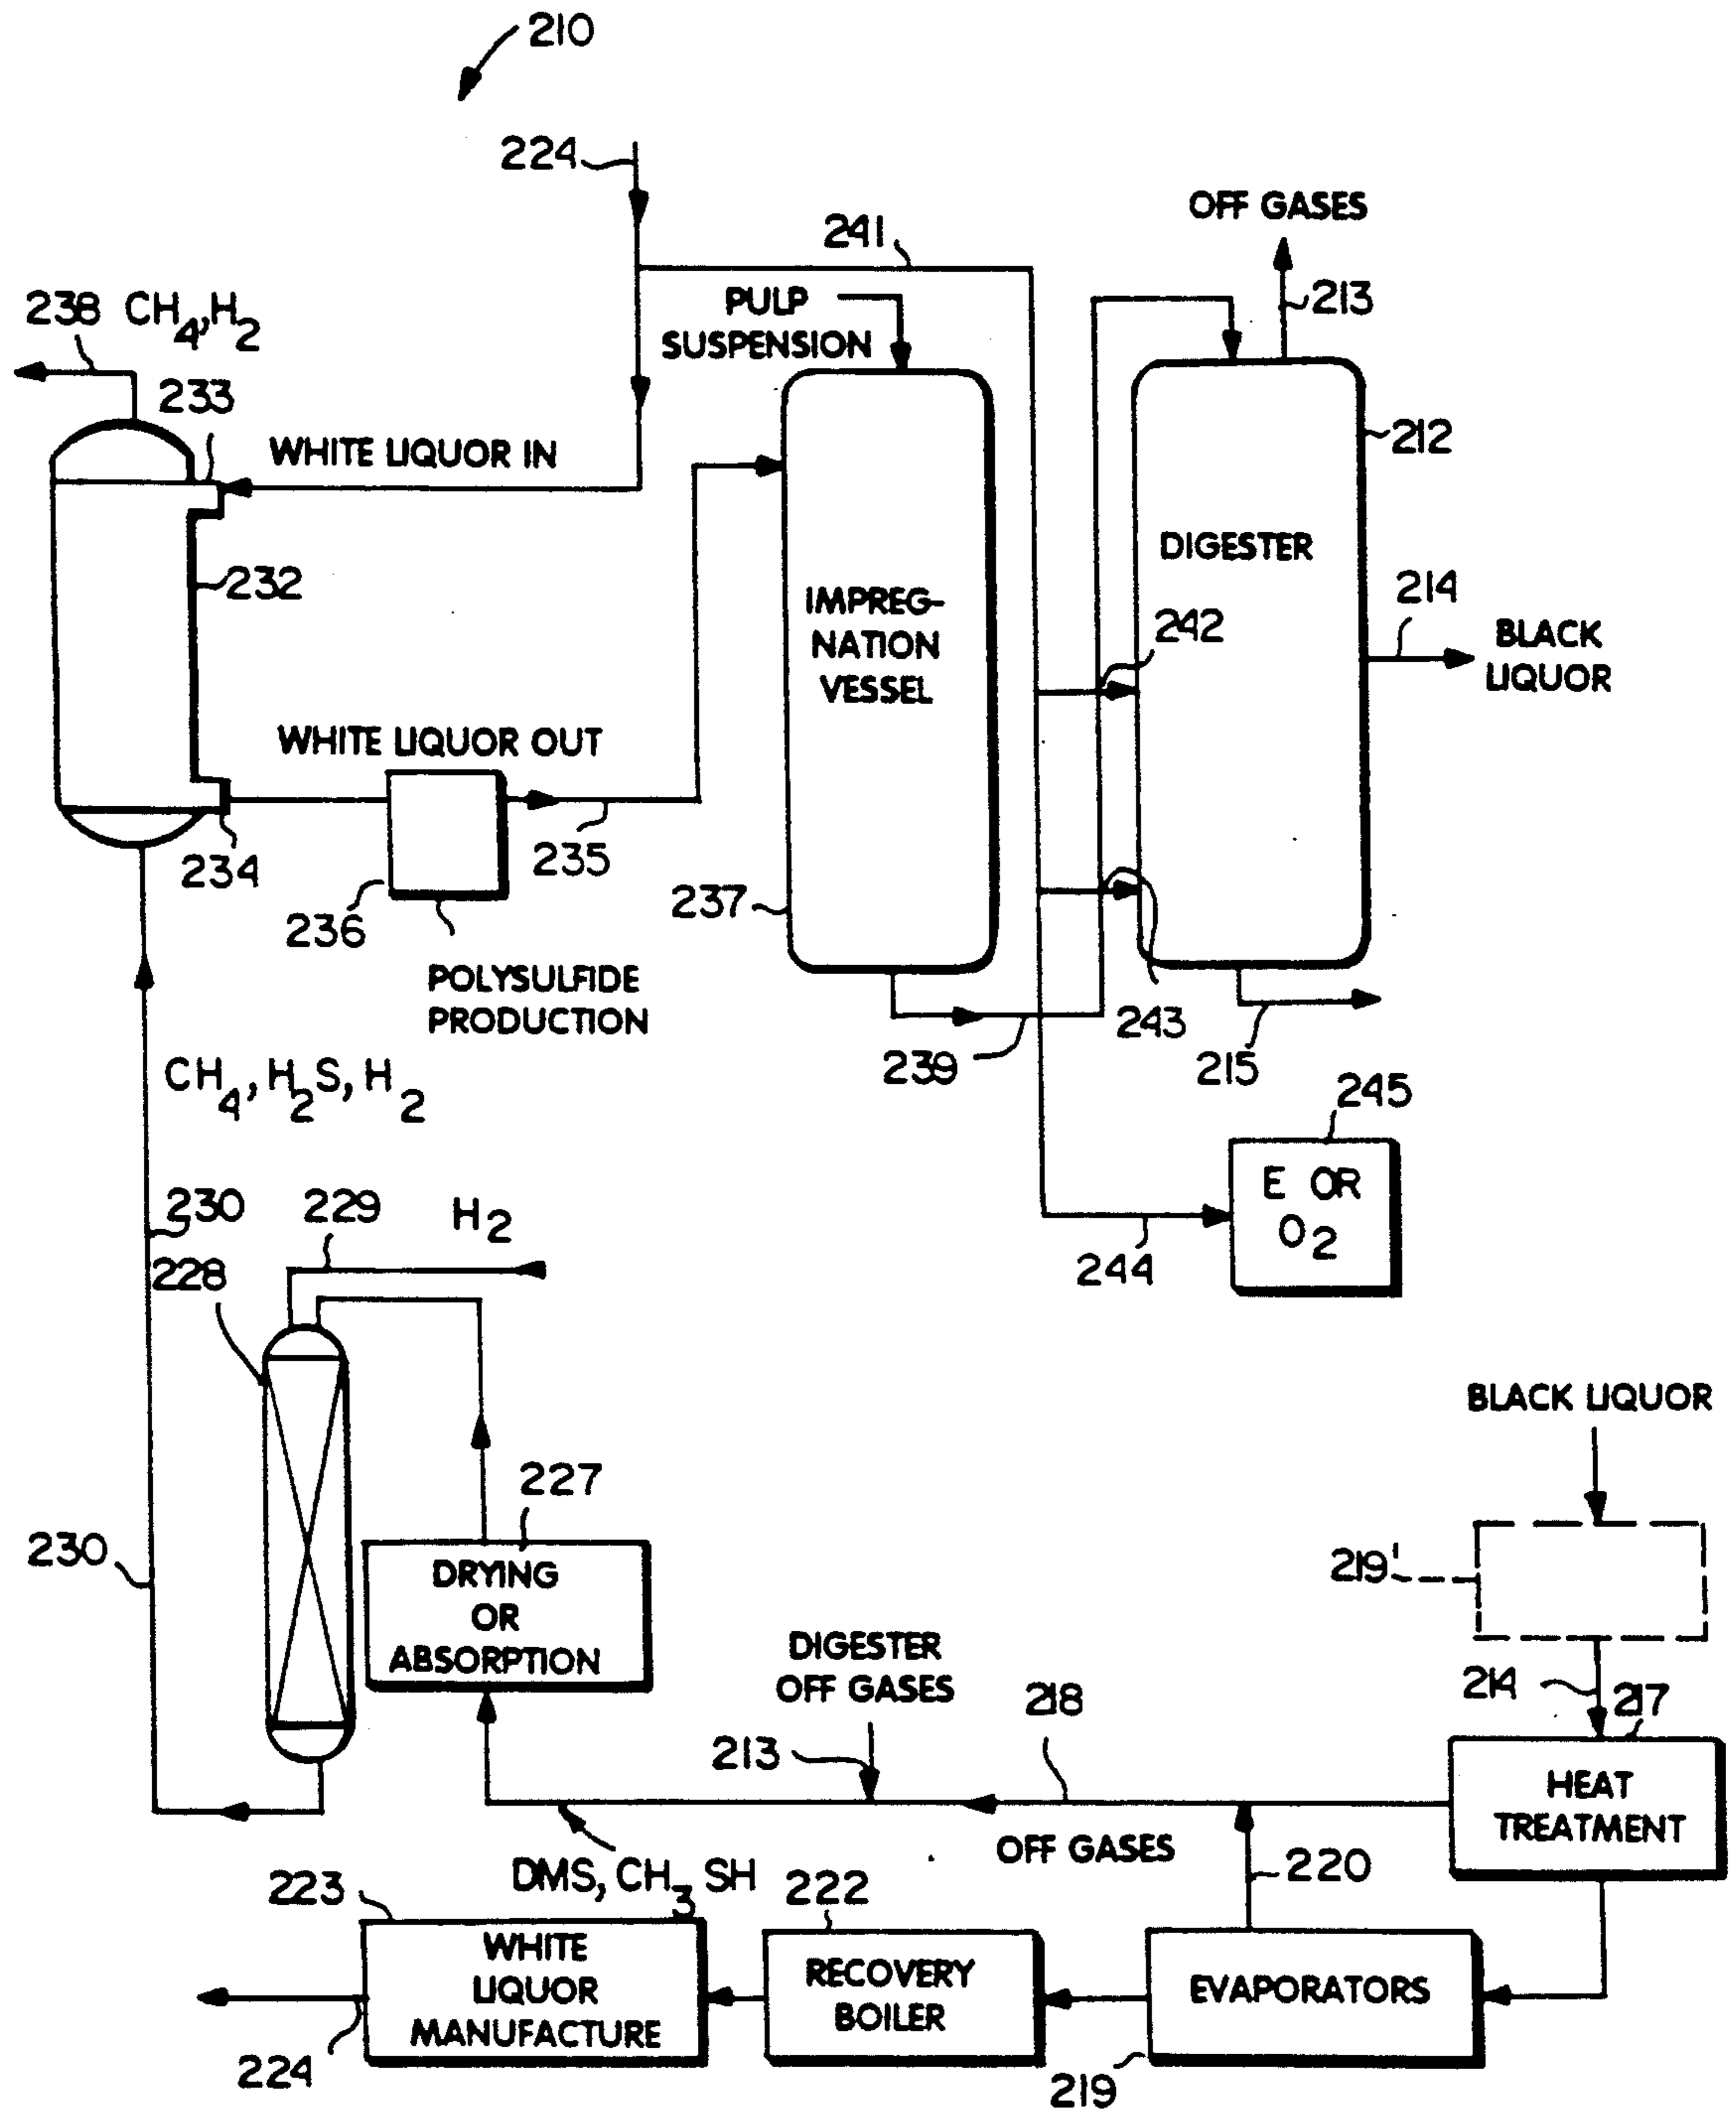 210
224
OFF GASES
241
213
238 CH4,H2
PULP
SUSPENSION
233
WHITE LIQUOR IN
212
DIGESTER
214
232
IMPREG-
NATION
VESSEL
242
BLACK
LIQUOR
WHITE LIQUOR OUT
234
235
237
236
POLYSULFIDE
PRODUCTION
243
239
215
CH4, H2S, H2
245
E OR
O2
230
229
H2
228
244
BLACK LIQUOR
227
230
DRYING
OR
ABSORPTION
219'
DIGESTER
OFF GASES
218
214
217
213
HEAT
TREATMENT
OFF GASES
DMS, CH3 SH
220
223
222
WHITE
LIQUOR
MANUFACTURE
RECOVERY
BOILER
EVAPORATORS
224
219